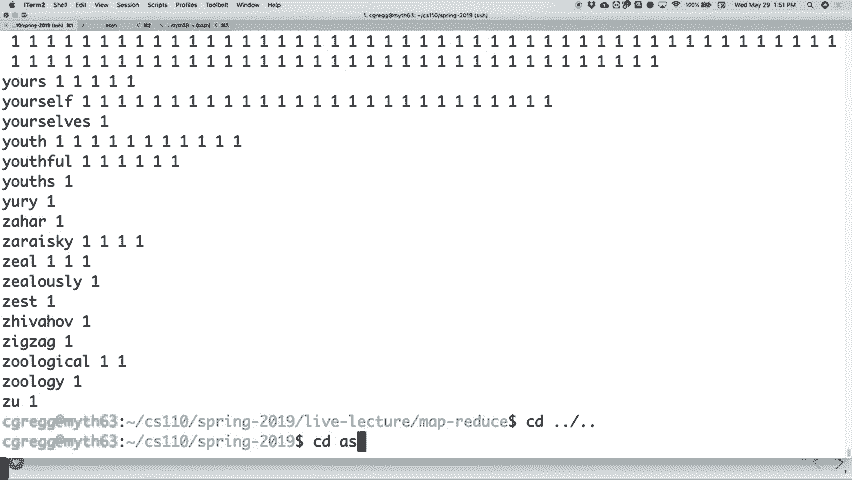 iTerm2 Shell Edit View Session Scripts Profiles Toolbelt Window Help 100% Wed May 29 1:51 PM
1. cgregg@myth63: ~/cs110/spring-2019 (ssh)
1 1 1 1 1 1 1 1 1 1 1 1 1 1 1 1 1 1 1 1 1 1 1 1 1 1 1 1 1 1 1 1 1 1 1 1 1 1 1 1 1 1 1 1 1 1 1
1 1 1 1 1 1 1 1 1 1 1 1 1 1 1 1 1 1 1 1 1 1 1 1 1 1 1 1 1 1 1 1 1 1 1 1 1
yours 1 1 1 1 1
yourself 1 1 1 1 1 1 1 1 1 1 1 1 1 1 1 1 1 1 1 1 1 1 1 1 1 1 1
yourselves 1
youth 1 1 1 1 1 1 1 1 1 1 1
youthful 1 1 1 1 1 1
youths 1
yury 1
zahar 1
zaraisky 1 1 1 1
zeal 1 1 1
zealously 1
zest 1
zhivahov 1
zigzag 1
zoological 1 1
zoology 1
zu 1
cgregg@myth63:~/cs110/spring-2019/live-lecture/map-reduce$ cd ../..
cgregg@myth63:~/cs110/spring-2019$ cd as